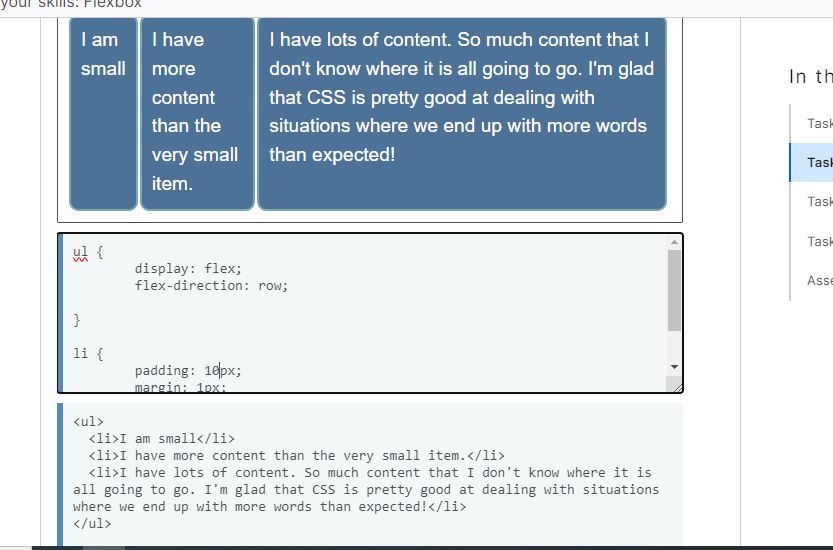 your skills: Flexbox
I am
small
I have
more
content
than the
very small
item.
I have lots of content. So much content that I
don't know where it is all going to go. I'm glad
that CSS is pretty good at dealing with
situations where we end up with more words
than expected!
In th
Task
Task
Task
Task
Asse
ul {
display: flex;
flex-direction: row;
}
li {
padding: 10px;
margin: 1px;
<ul>
<li>I am small</li>
<li>I have more content than the very small item.</li>
<li>I have lots of content. So much content that I don't know where it is
all going to go. I'm glad that CSS is pretty good at dealing with situations
where we end up with more words than expected!</li>
</ul>